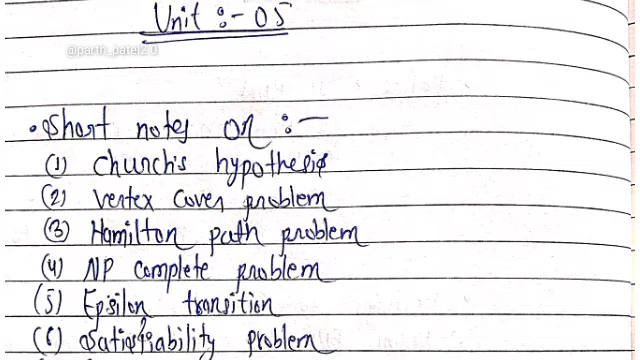 Unit :- 05
@parth_patel2.0
• Short notes on :-
(1) Church's hypothesis
(2) Vertex Cover problem
(3) Hamilton path problem
(4) NP complete problem
(5) Epsilon transition
(6) Satisfiability problem